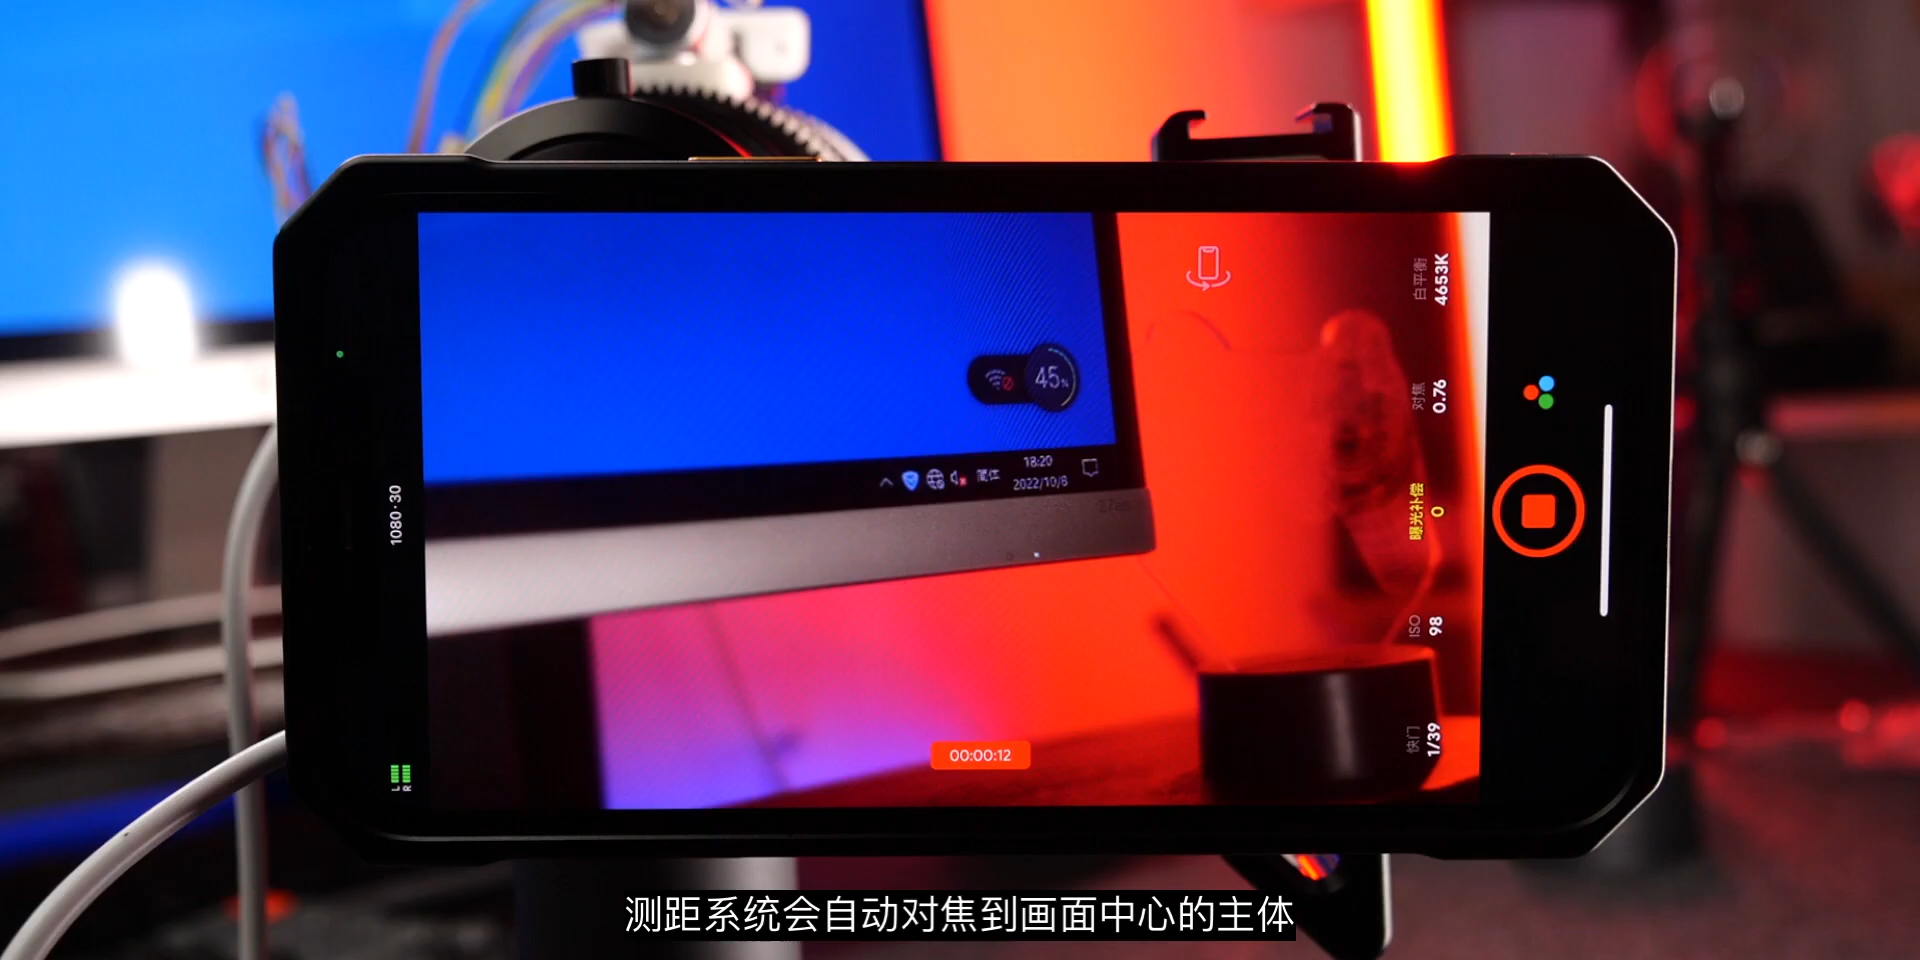 白平衡
4653K
45%
对焦
0.76
18:20
简体
2022/10/8
1080·30
曝光补偿
0
ISO
98
快门
1/39
00:00:12
L
R
测距系统会自动对焦到画面中心的主体